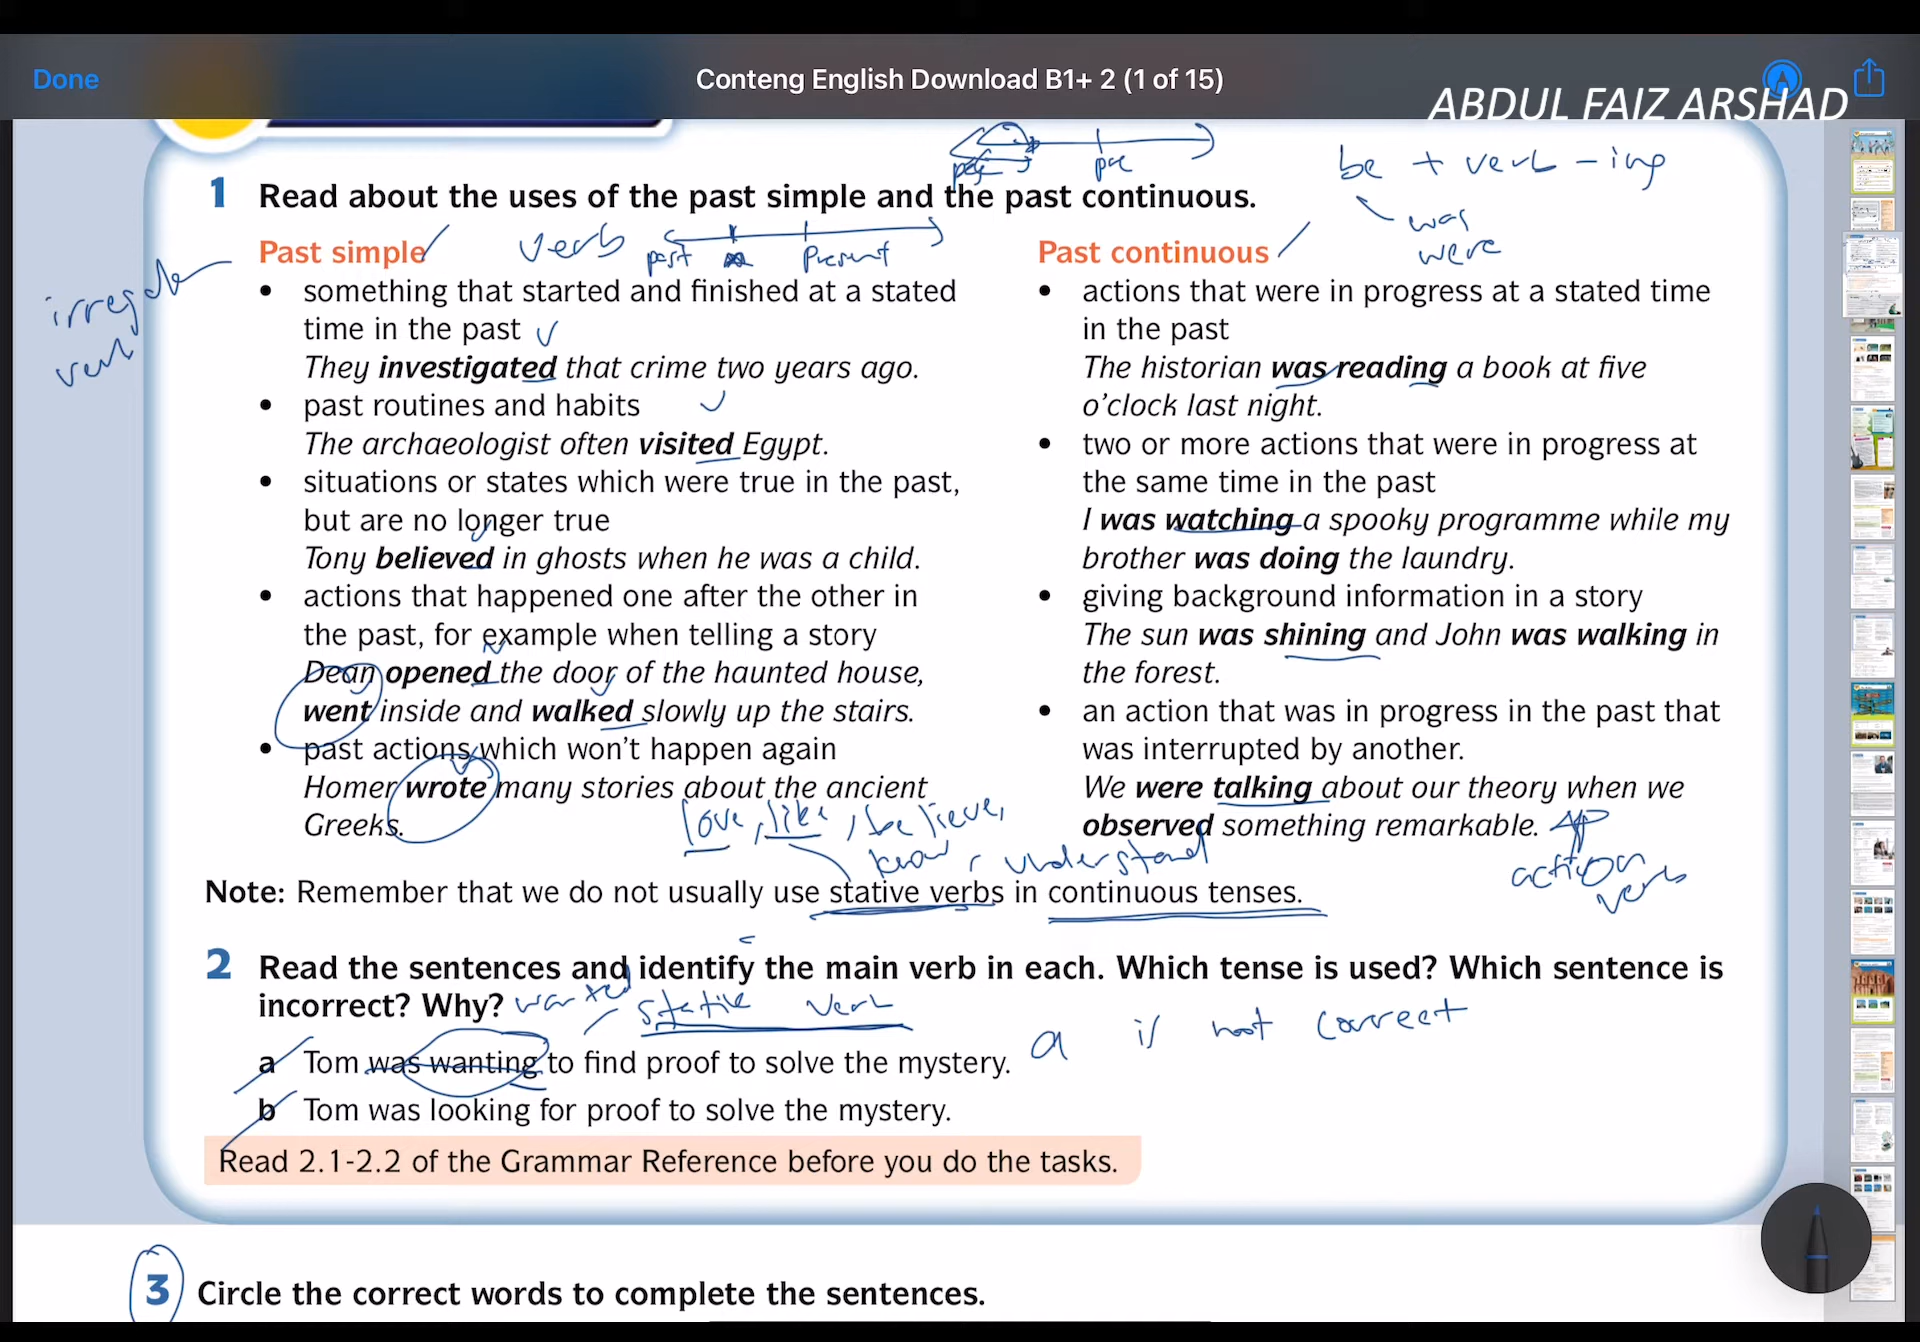 Done
Conteng English Download B1+ 2 (1 of 15)
ABDUL FAIZ ARSHAD
be + verb - ing
was
were
1 Read about the uses of the past simple and the past continuous.
Past simple
verb
past
Present
irregular
verb
• something that started and finished at a stated
time in the past
They investigated that crime two years ago.
• past routines and habits
The archaeologist often visited Egypt.
• situations or states which were true in the past,
but are no longer true
Tony believed in ghosts when he was a child.
• actions that happened one after the other in
the past, for example when telling a story
Dean opened the door of the haunted house,
went inside and walked slowly up the stairs.
• past actions which won't happen again
Homer wrote many stories about the ancient
Greeks.
Past continuous
• actions that were in progress at a stated time
in the past
The historian was reading a book at five
o'clock last night.
• two or more actions that were in progress at
the same time in the past
I was watching a spooky programme while my
brother was doing the laundry.
• giving background information in a story
The sun was shining and John was walking in
the forest.
• an action that was in progress in the past that
was interrupted by another.
We were talking about our theory when we
observed something remarkable.
action
verb
love, like, believe,
know, understand
Note: Remember that we do not usually use stative verbs in continuous tenses.
2 Read the sentences and identify the main verb in each. Which tense is used? Which sentence is
incorrect? Why?
wanted
stative verb
a is not correct
a Tom was wanting to find proof to solve the mystery.
b Tom was looking for proof to solve the mystery.
Read 2.1-2.2 of the Grammar Reference before you do the tasks.
3 Circle the correct words to complete the sentences.